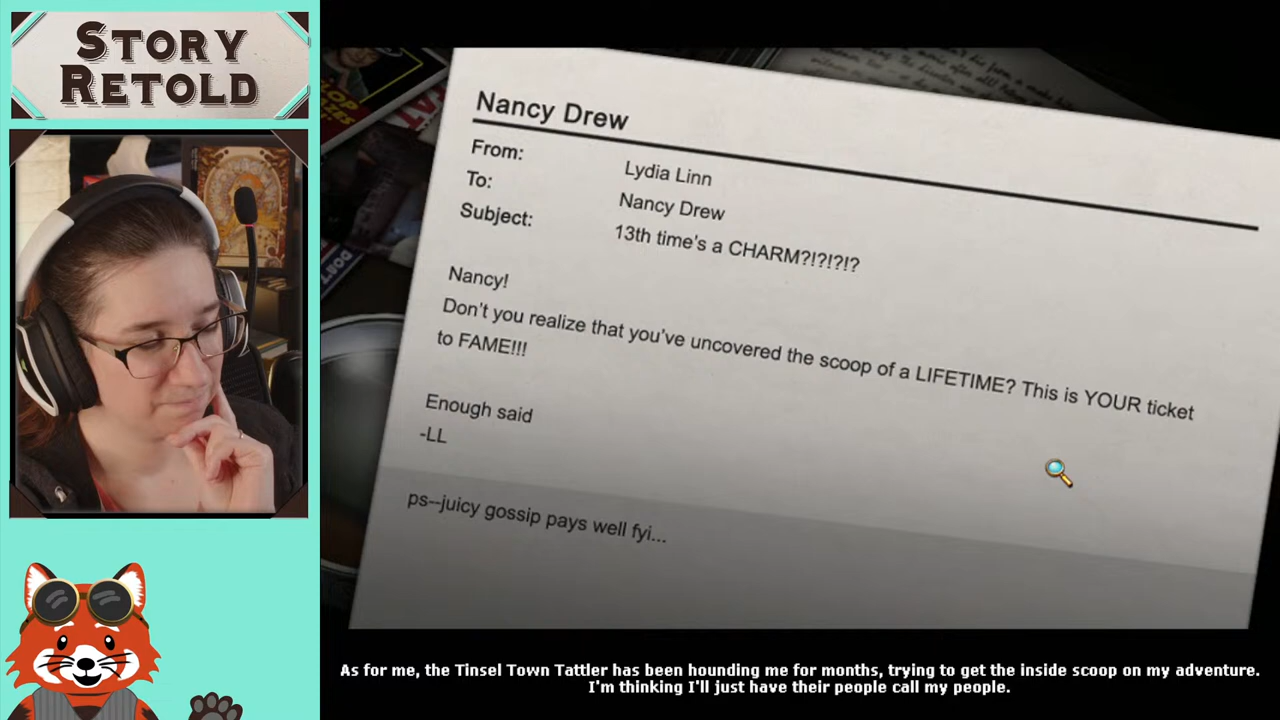 STORY
RETOLD
Nancy Drew
From: Lydia Linn
To: Nancy Drew
Subject: 13th time's a CHARM?!?!?!?
Nancy!
Don't you realize that you've uncovered the scoop of a LIFETIME? This is YOUR ticket
to FAME!!!
Enough said
-LL
ps--juicy gossip pays well fyi...
As for me, the Tinsel Town Tattler has been hounding me for months, trying to get the inside scoop on my adventure.
I'm thinking I'll just have their people call my people.